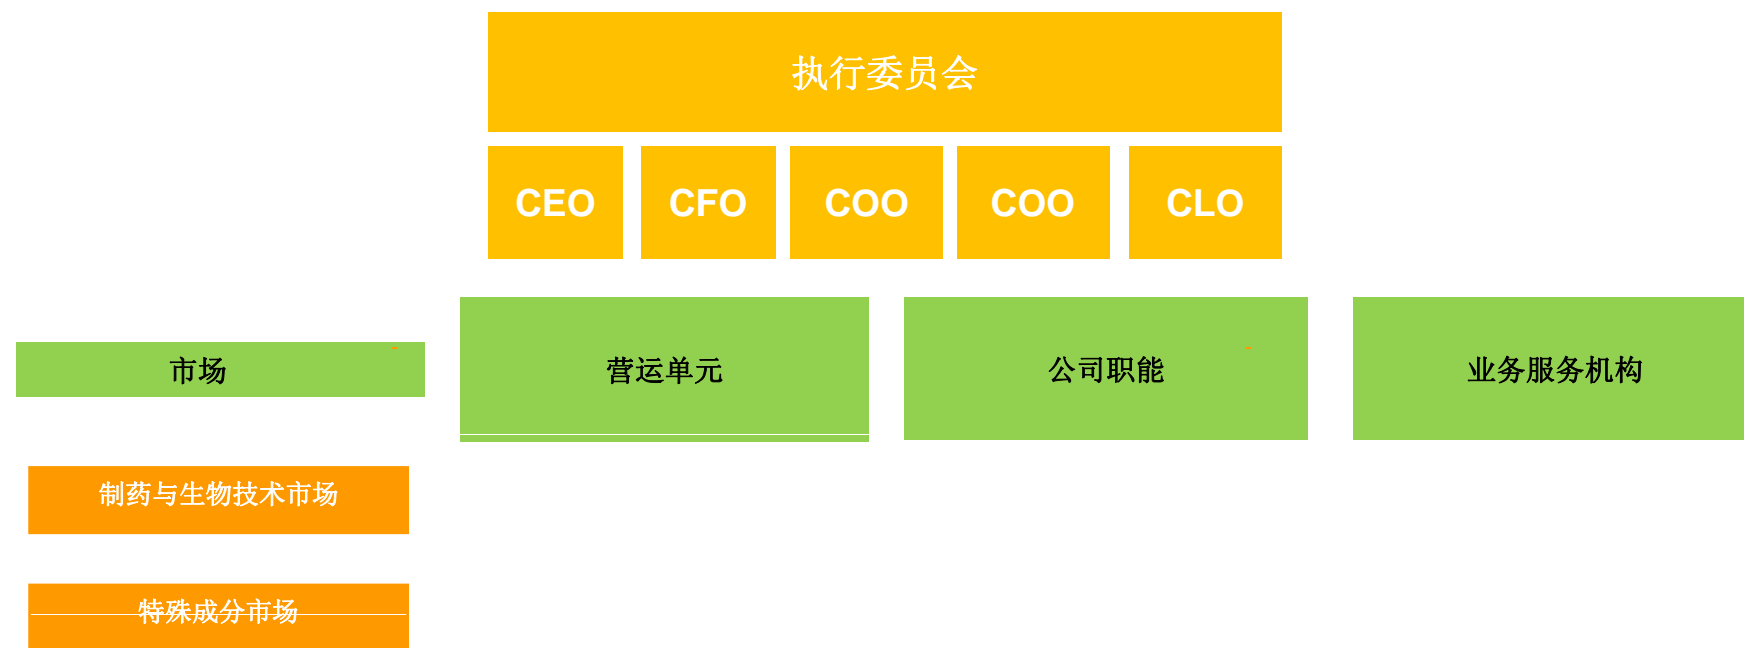 执行委员会
CEO
CFO
COO
COO
CLO
市场
营运单元
公司职能
业务服务机构
制药与生物技术市场
特殊成分市场